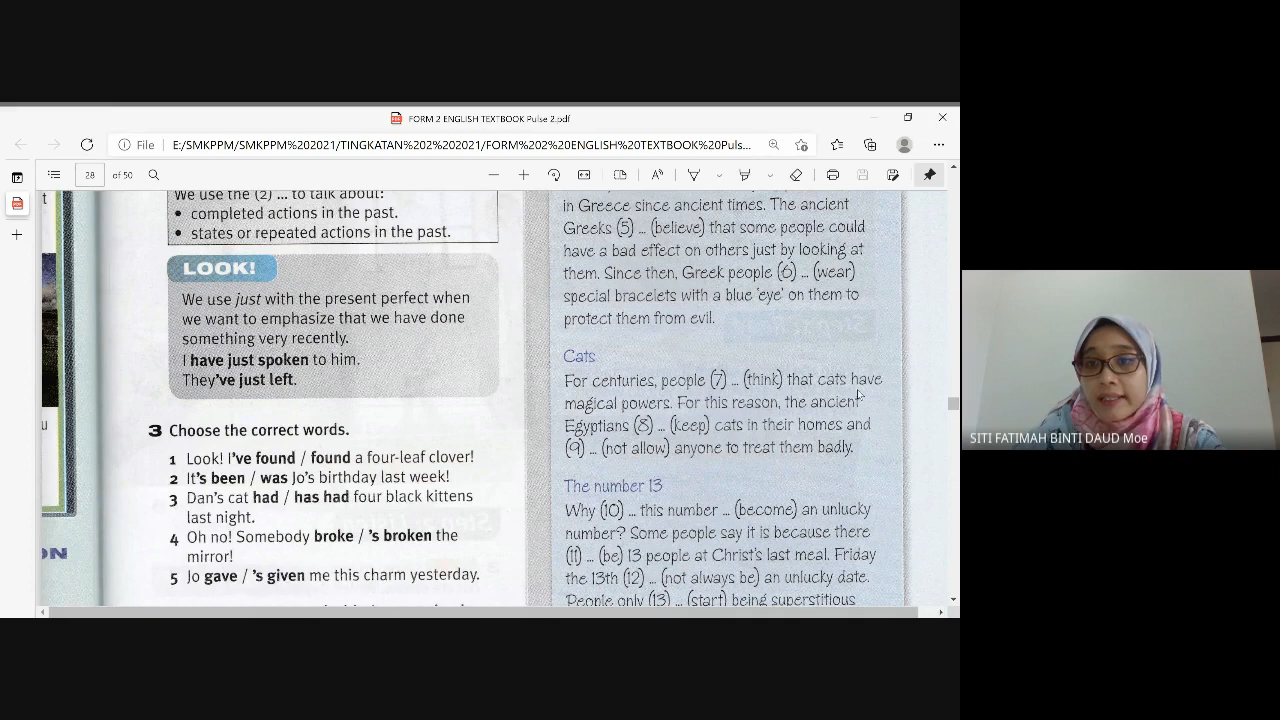 FORM 2 ENGLISH TEXTBOOK Pulse 2.pdf
File
E:/SMKPPM/SMKPPM%202021/TINGKATAN%202%202021/FORM%202%20ENGLISH%20TEXTBOOK%20Puls...
28 of 50
We use the (2) ... to talk about:
• completed actions in the past.
• states or repeated actions in the past.
LOOK!
We use just with the present perfect when
we want to emphasize that we have done
something very recently.
I have just spoken to him.
They've just left.
3 Choose the correct words.
1 Look! I've found / found a four-leaf clover!
2 It's been / was Jo's birthday last week!
3 Dan's cat had / has had four black kittens
last night.
4 Oh no! Somebody broke / 's broken the
mirror!
5 Jo gave / 's given me this charm yesterday.
in Greece since ancient times. The ancient
Greeks (5) ... (believe) that some people could
have a bad effect on others just by looking at
them. Since then, Greek people (6) ... (wear)
special bracelets with a blue 'eye' on them to
protect them from evil.
Cats
For centuries, people (7) ... (think) that cats have
magical powers. For this reason, the ancient
Egyptians (8) ... (keep) cats in their homes and
(9) ... (not allow) anyone to treat them badly.
The number 13
Why (10) ... this number ... (become) an unlucky
number? Some people say it is because there
(11) ... (be) 13 people at Christ's last meal. Friday
the 13th (12) ... (not always be) an unlucky date.
People only (13) ... (start) being superstitious
SITI FATIMAH BINTI DAUD Moe